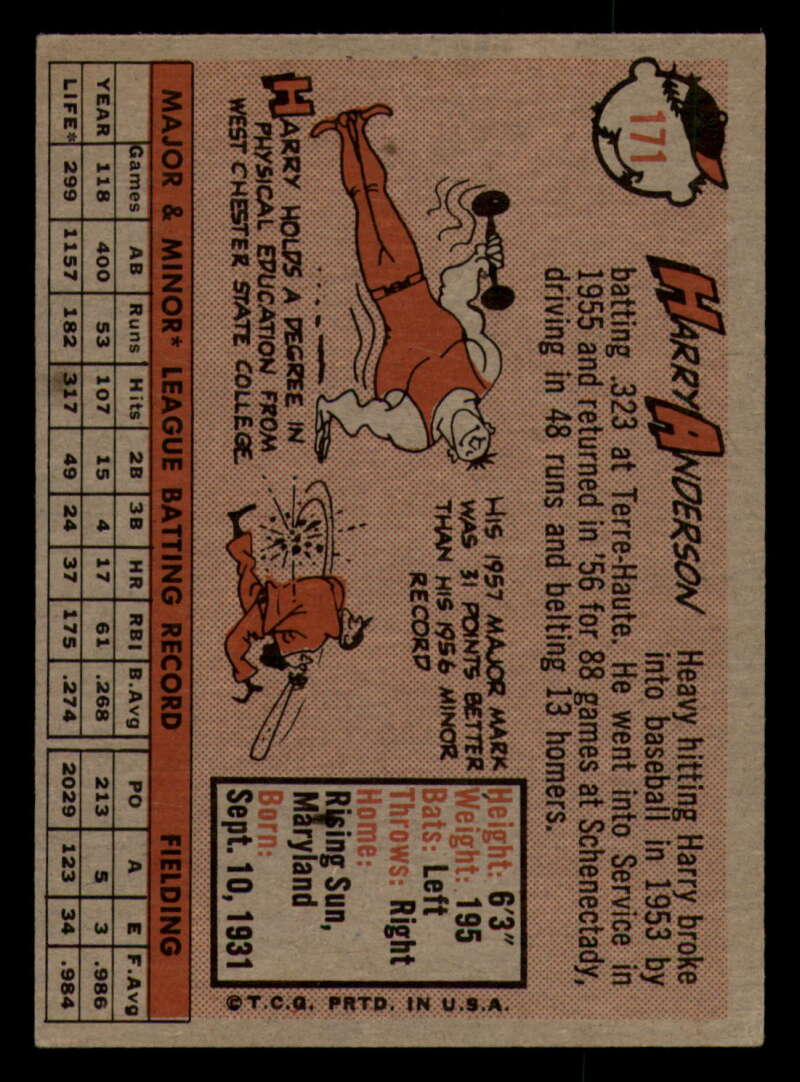 171
HARRY ANDERSON
Heavy hitting Harry broke
into baseball in 1953 by
batting .323 at Terre-Haute. He went into Service in
1955 and returned in '56 for 88 games at Schenectady,
driving in 48 runs and belting 13 homers.
HARRY HOLDS A DEGREE IN
PHYSICAL EDUCATION FROM
WEST CHESTER STATE COLLEGE
HIS 1957 MAJOR MARK
WAS 31 POINTS BETTER
THAN HIS 1956 MINOR
RECORD
Height: 6'3"
Weight: 195
Bats: Left
Throws: Right
Home:
Rising Sun,
Maryland
Born:
Sept. 10, 1931
©T.C.G. PRTD. IN U.S.A.
MAJOR & MINOR* LEAGUE BATTING RECORD FIELDING
Games AB Runs Hits 2B 3B HR RBI B.Avg PO A E F.Avg
YEAR 118 400 53 107 15 4 17 61 .268 213 5 3 .986
LIFE* 299 1157 182 317 49 24 37 175 .274 2029 123 34 .984